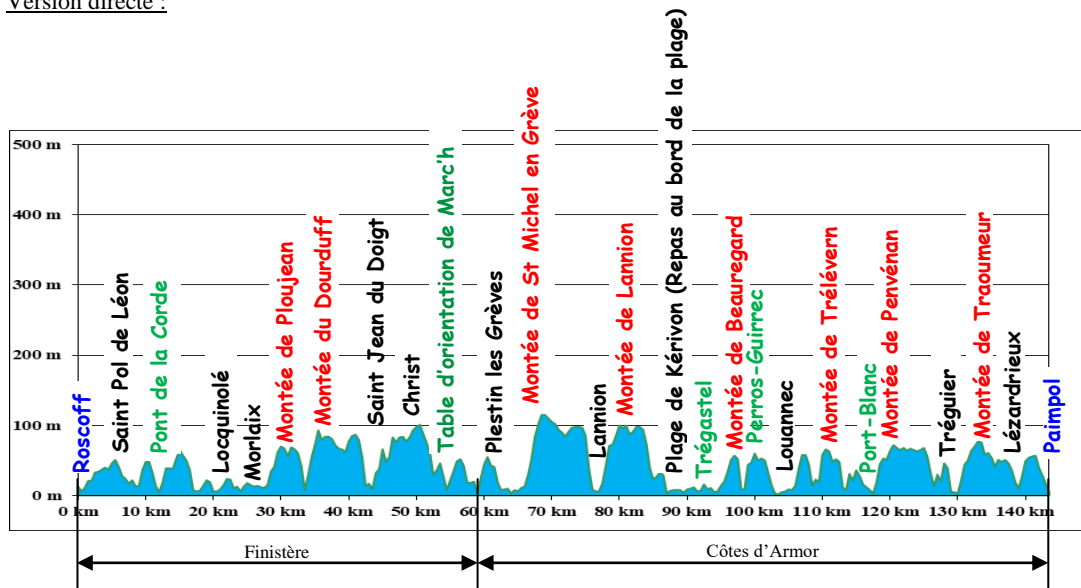 Version directe :
500 m
400 m
300 m
200 m
100 m
0 m
Roscoff
Saint Pol de Léon
Pont de la Corde
Locquinolé
Morlaix
Montée de Ploujean
Montée du Dourduff
Saint Jean du Doigt
Christ
Table d'orientation de Marc'h
Plestin les Grèves
Montée de St Michel en Grève
Lannion
Montée de Lannion
Plage de Kérivon (Repas au bord de la plage)
Trégastel
Montée de Beauregard
Perros-Guirrec
Louannec
Montée de Trélévern
Port-Blanc
Montée de Penvénan
Tréguier
Montée de Traoumeur
Lézardrieux
Paimpol
0 km 10 km 20 km 30 km 40 km 50 km 60 km 70 km 80 km 90 km 100 km 110 km 120 km 130 km 140 km
Finistère
Côtes d'Armor